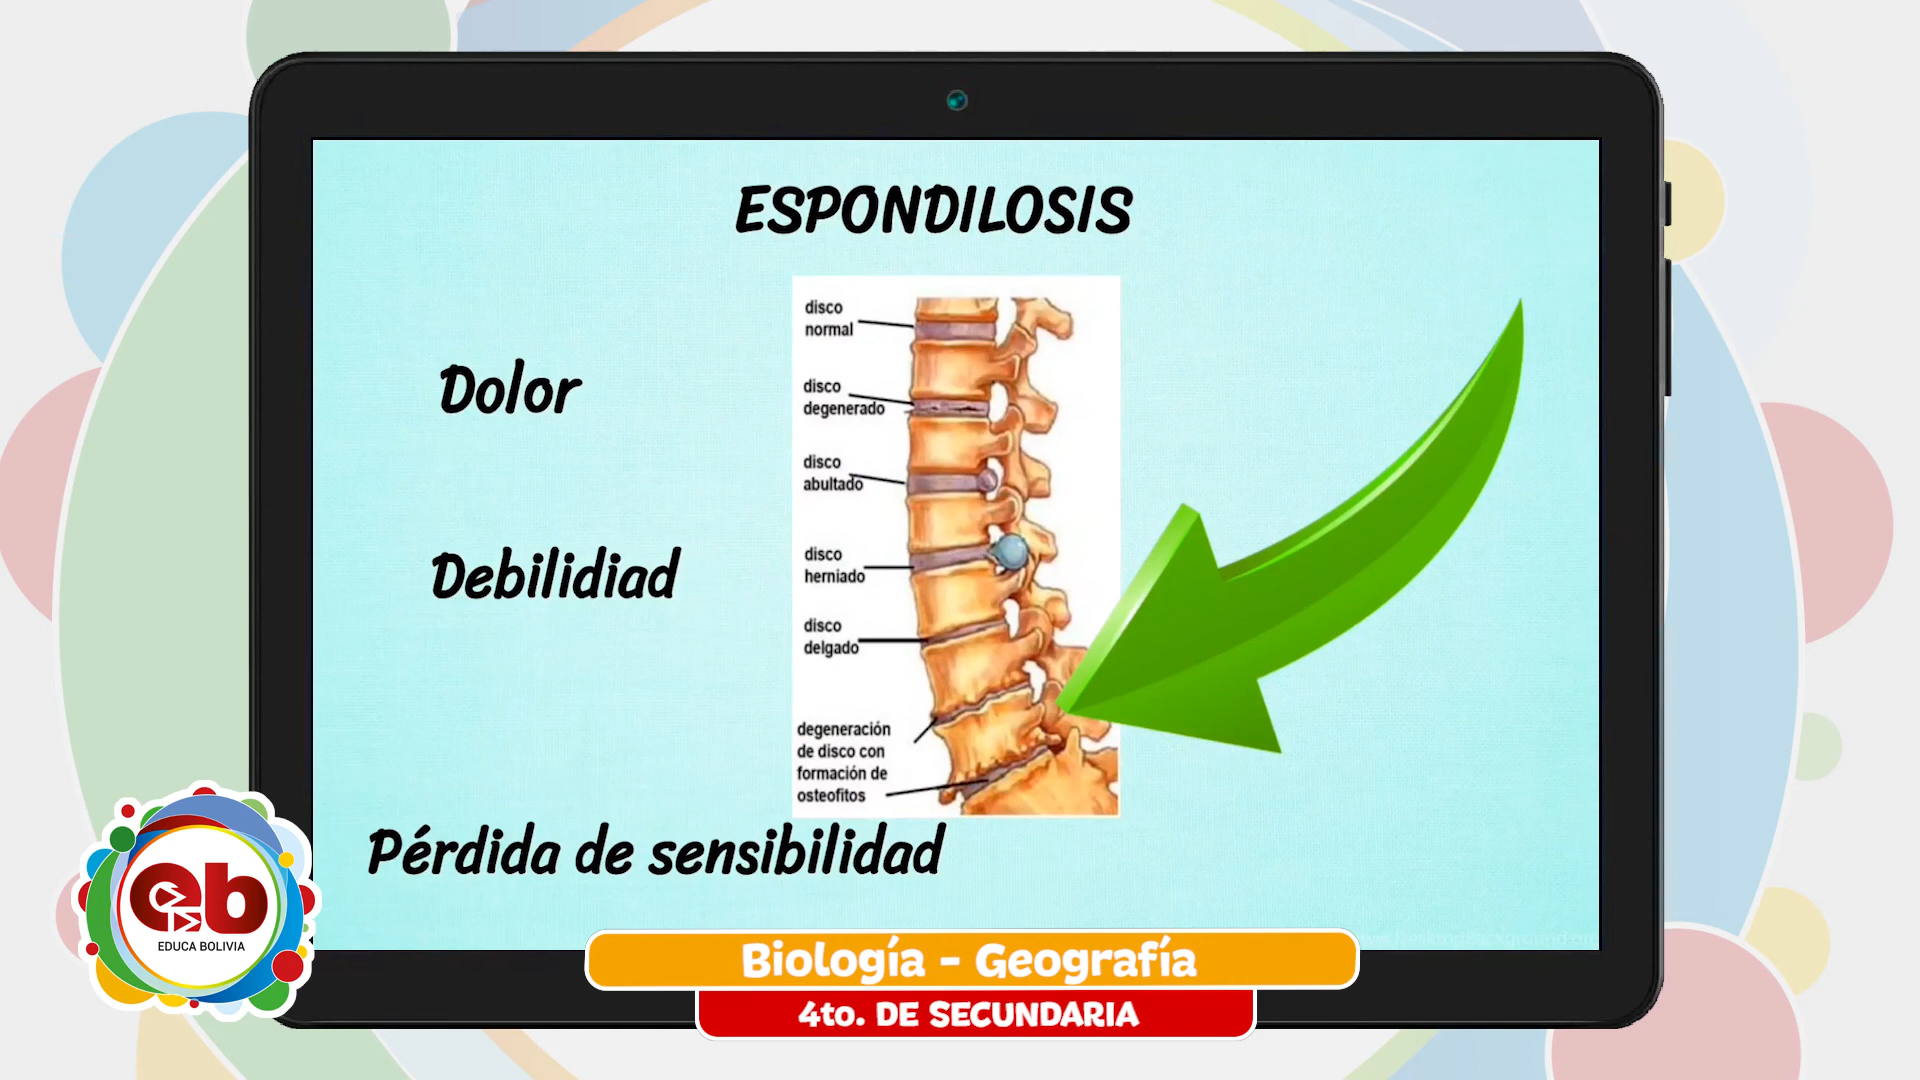 ESPONDILOSIS
disco
normal
Dolor
disco
degenerado
disco
abultado
Debilidiad
disco
herniado
disco
delgado
degeneración
de disco con
formación de
osteofitos
Pérdida de sensibilidad
eb
EDUCA BOLIVIA
Biología - Geografía
4to. DE SECUNDARIA